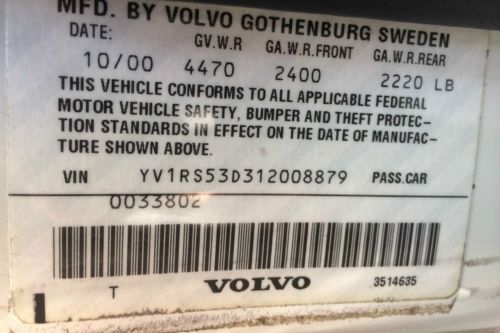 MFD. BY VOLVO GOTHENBURG SWEDEN
DATE: GV.W.R GA.W.R.FRONT GA.W.R.REAR
10/00 4470 2400 2220 LB
THIS VEHICLE CONFORMS TO ALL APPLICABLE FEDERAL
MOTOR VEHICLE SAFETY, BUMPER AND THEFT PROTEC-
TION STANDARDS IN EFFECT ON THE DATE OF MANUFAC-
TURE SHOWN ABOVE.
VIN YV1RS53D312008879 PASS.CAR
0033802
T VOLVO 3514635